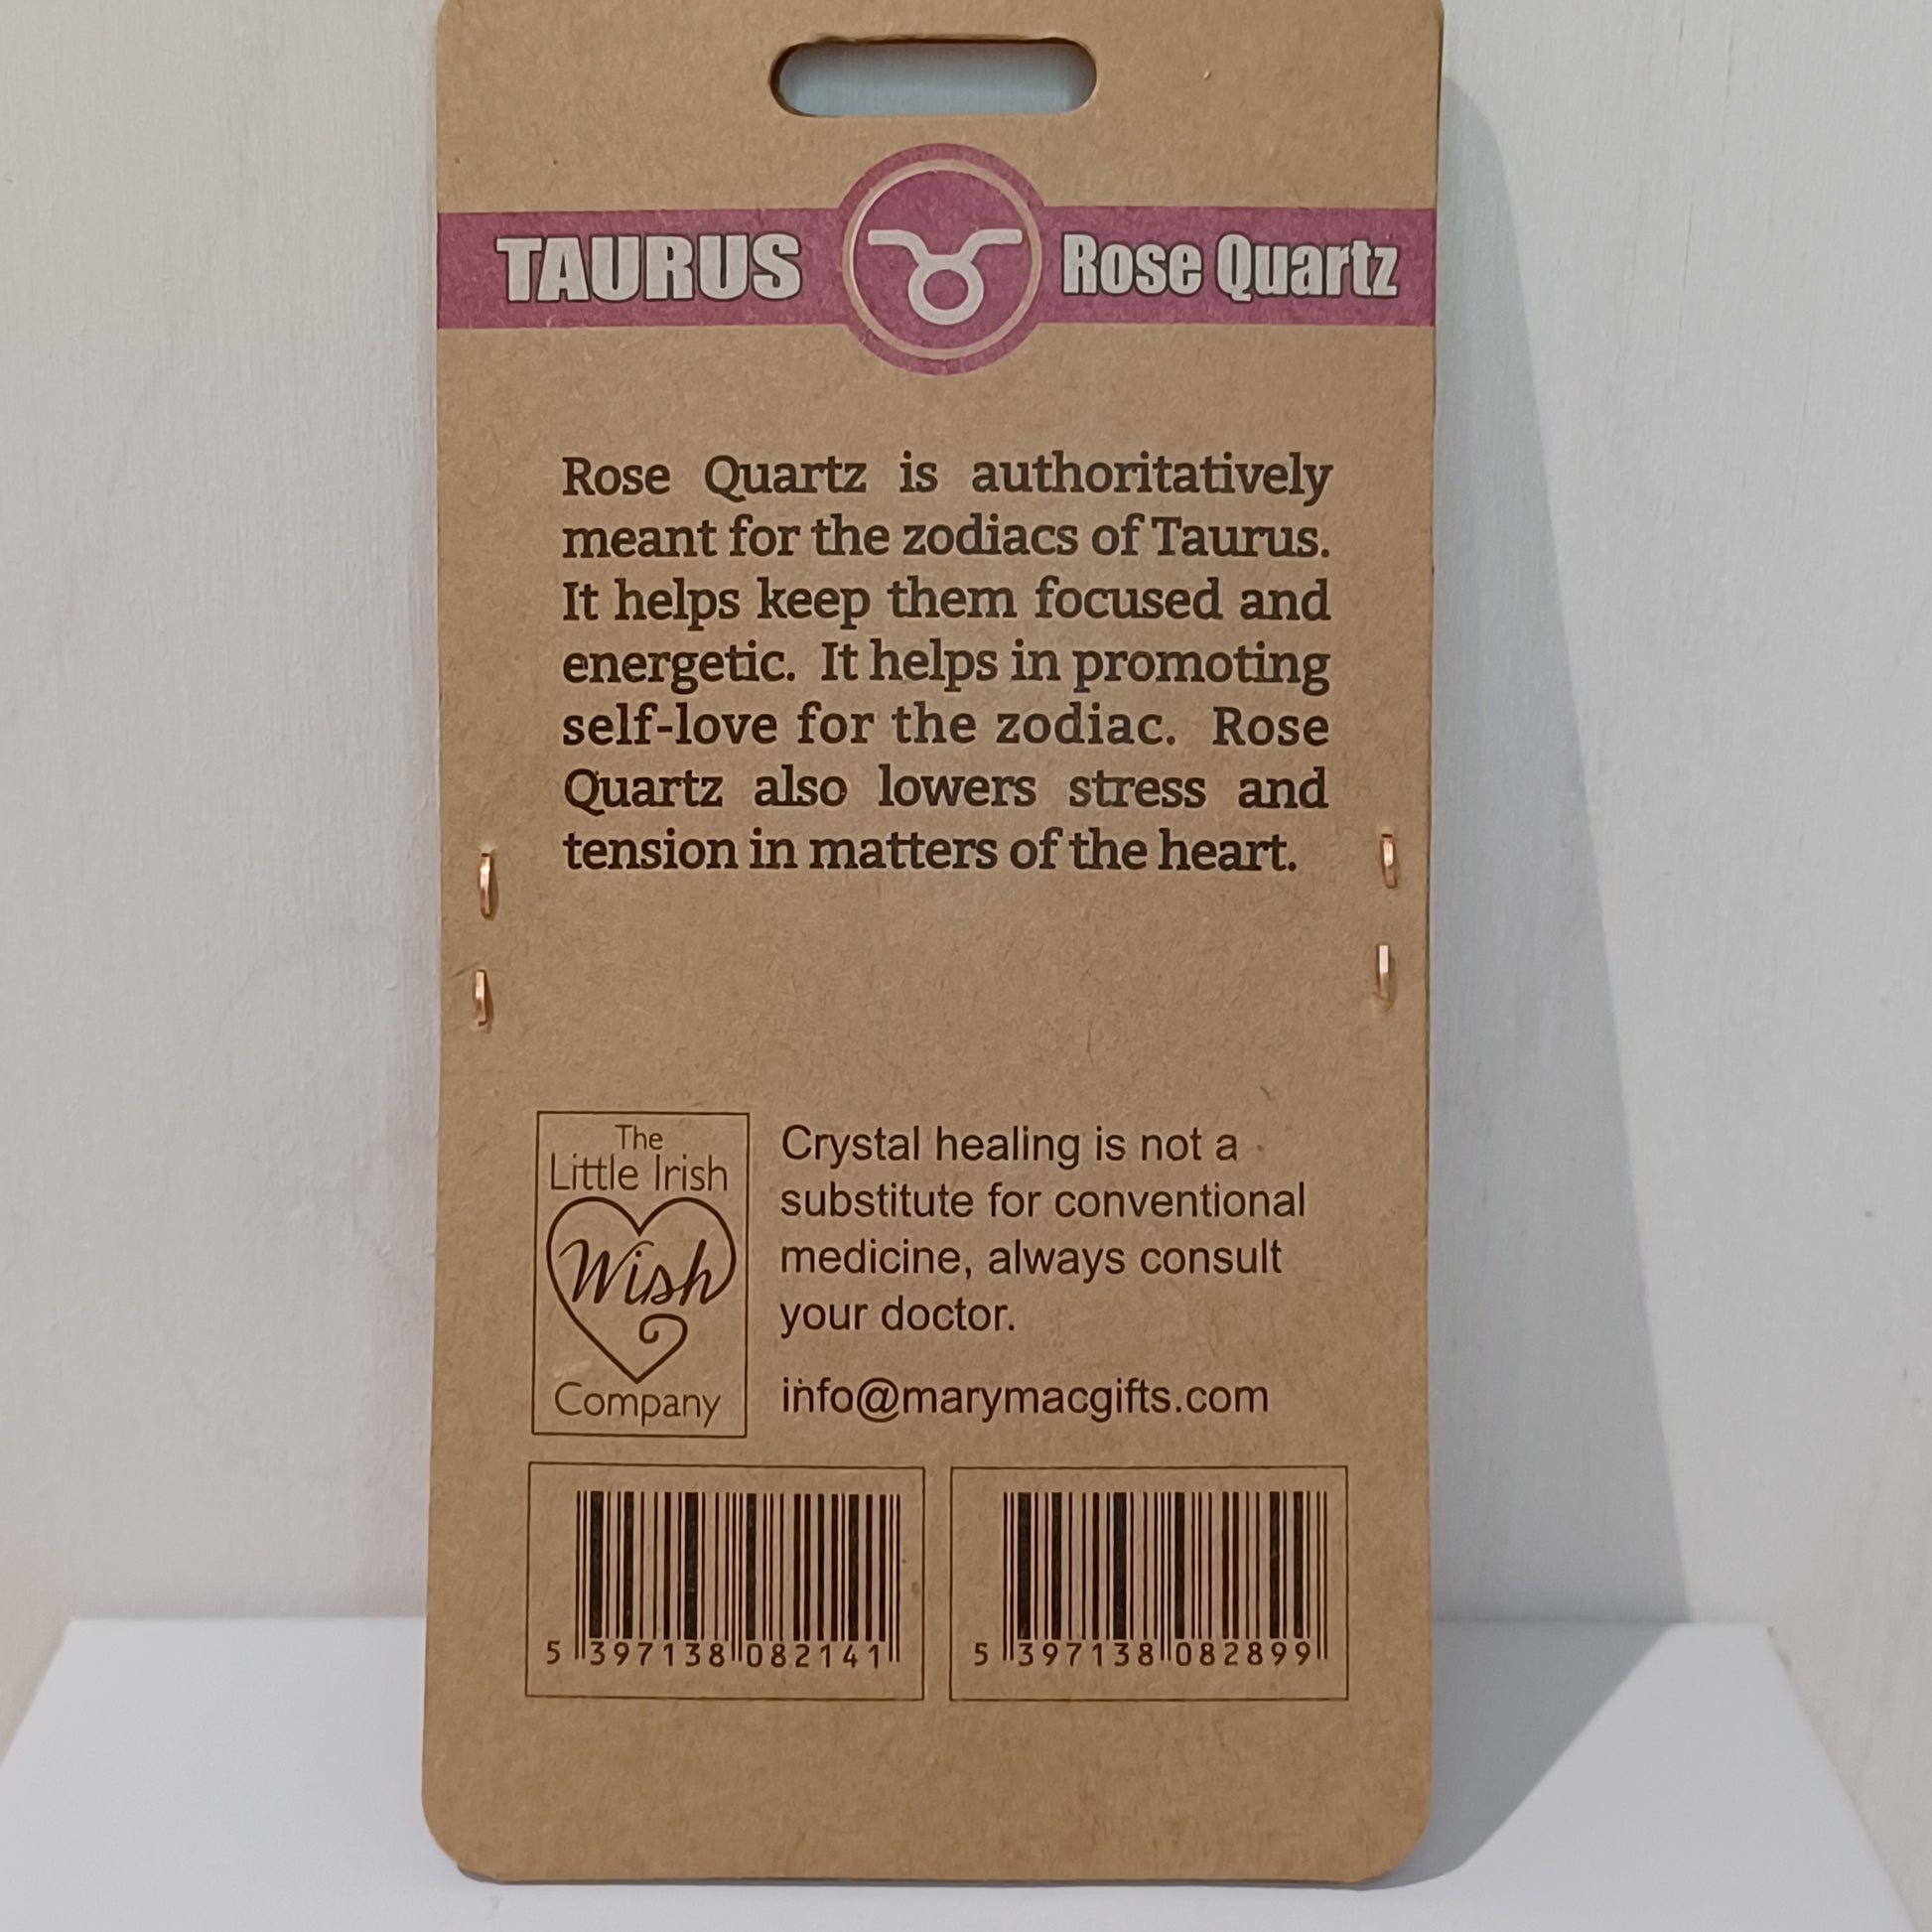 TAURUS Rose Quartz
Rose Quartz is authoritatively
meant for the zodiacs of Taurus.
It helps keep them focused and
energetic. It helps in promoting
self-love for the zodiac. Rose
Quartz also lowers stress and
tension in matters of the heart.
The
Little Irish
Wish
Company
Crystal healing is not a
substitute for conventional
medicine, always consult
your doctor.
info@marymacgifts.com
5 397138 082141
5 397138 082899